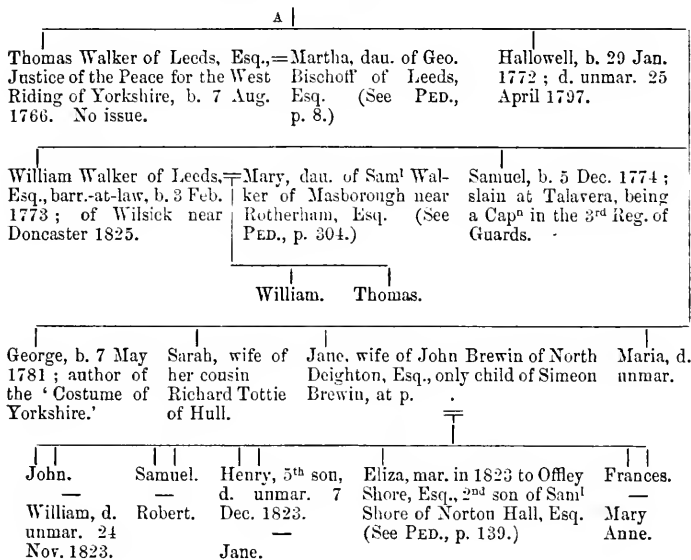 A
Thomas Walker of Leeds, Esq.,=Martha, dau. of Geo.
Justice of the Peace for the West
Riding of Yorkshire, b. 7 Aug.
1766. No issue.
Bischoff of Leeds,
Esq. (See PED.,
p. 8.)
Hallowell, b. 29 Jan.
1772 ; d. unmar. 25
April 1797.
William Walker of Leeds,=Mary, dau. of Samˡ Wal-
Esq., barr.-at-law, b. 3 Feb.
1773 ; of Wilsick near
Doncaster 1825.
ker of Masborough near
Rotherham, Esq. (See
PED., p. 304.)
Samuel, b. 5 Dec. 1774 ;
slain at Talavera, being
a Capⁿ in the 3ʳᵈ Reg. of
Guards.
William. Thomas.
George, b. 7 May
1781 ; author of
the ‘ Costume of
Yorkshire.’
Sarah, wife of
her cousin
Richard Tottie
of Hull.
Jane, wife of John Brewin of North
Deighton, Esq., only child of Simeon
Brewin, at p. .
Maria, d.
unmar.
John.
—
William, d.
unmar. 24
Nov. 1823.
Samuel.
—
Robert.
Henry, 5ᵗʰ son,
d. unmar. 7
Dec. 1823.
—
Jane.
Eliza, mar. in 1823 to Offley
Shore, Esq., 2ⁿᵈ son of Samˡ
Shore of Norton Hall, Esq.
(See PED., p. 139.)
Frances.
—
Mary
Anne.